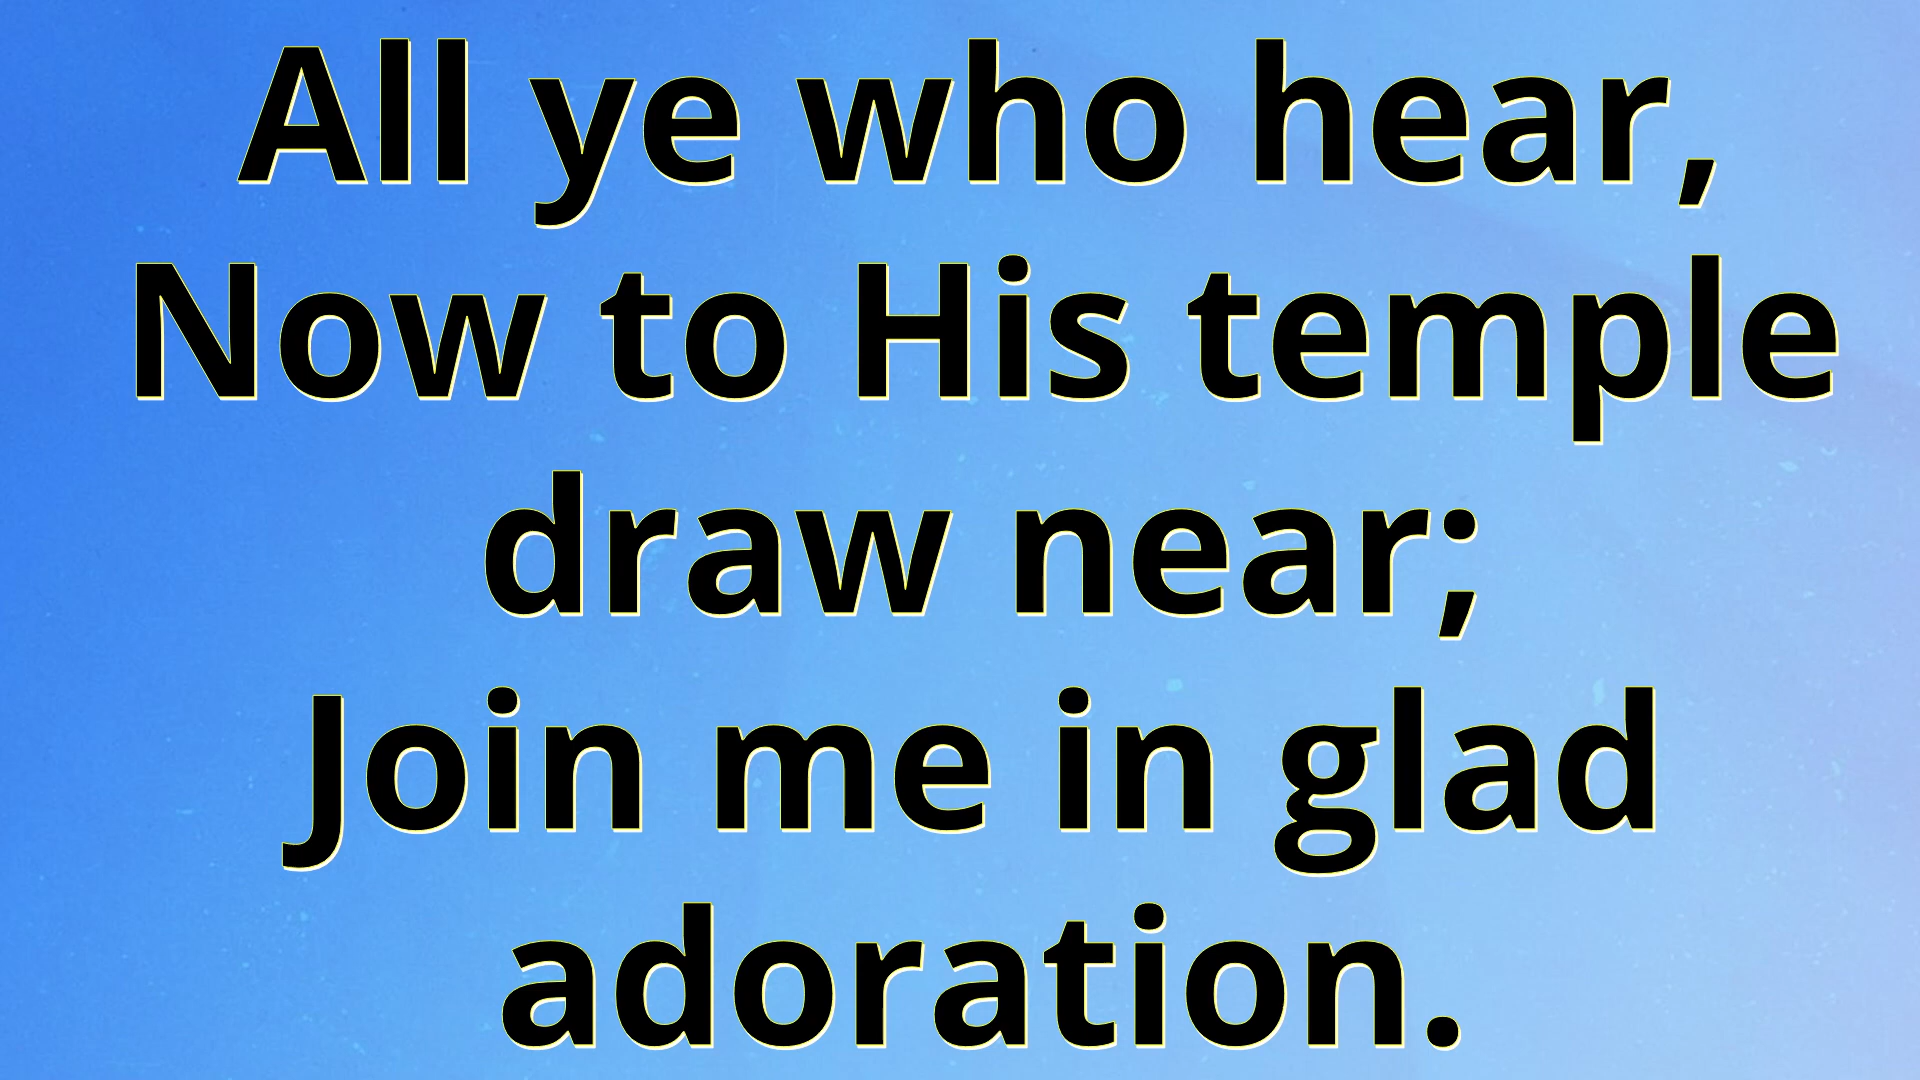 All ye who hear,
Now to His temple
draw near;
Join me in glad
adoration.